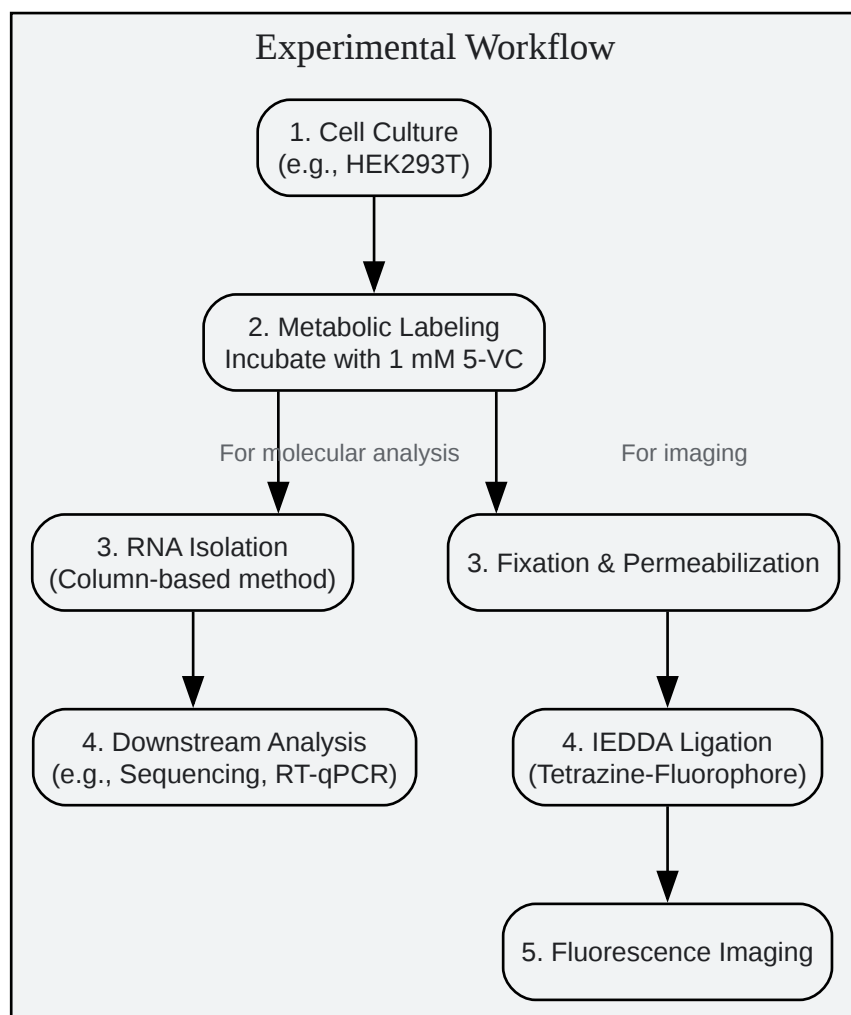 Experimental Workflow
1. Cell Culture
(e.g., HEK293T)
2. Metabolic Labeling
Incubate with 1 mM 5-VC
For molecular analysis
For imaging
3. RNA Isolation
(Column-based method)
3. Fixation & Permeabilization
4. Downstream Analysis
(e.g., Sequencing, RT-qPCR)
4. IEDDA Ligation
(Tetrazine-Fluorophore)
5. Fluorescence Imaging